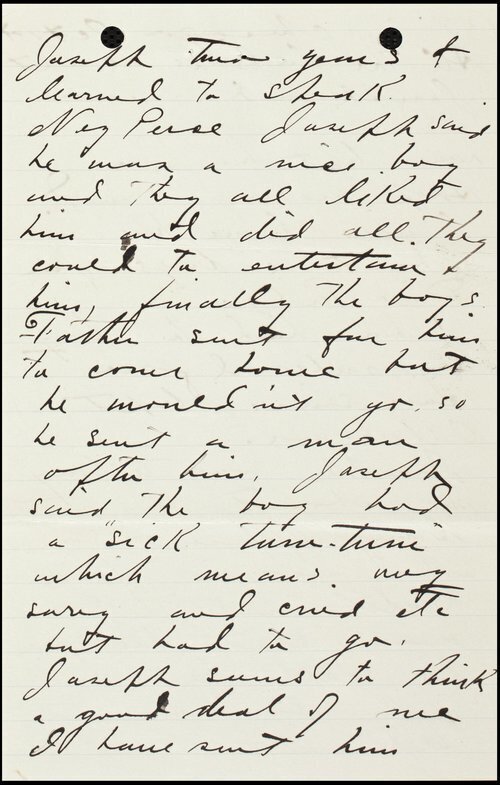 Joseph two years &
learned to speak
Nez Perse Joseph said
he was a nice boy
and they all liked
him and did all they
could to entertain
him, finally the boy's
Father sent for him
to come home but
he would'nt go. so
he sent a man
after him. Joseph
said the boy had
a "sick tum-tum"
which means very
sorry and cried etc
but had to go.
Joseph seems to think
a good deal of me
I have sent him